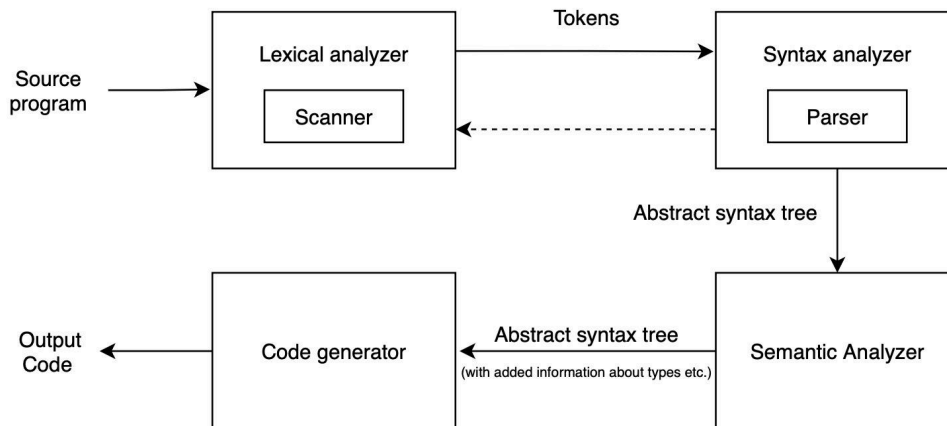 Tokens
Lexical analyzer
Syntax analyzer
Source
program
Scanner
Parser
Abstract syntax tree
Output
Code
Code generator
Abstract syntax tree
(with added information about types etc.)
Semantic Analyzer